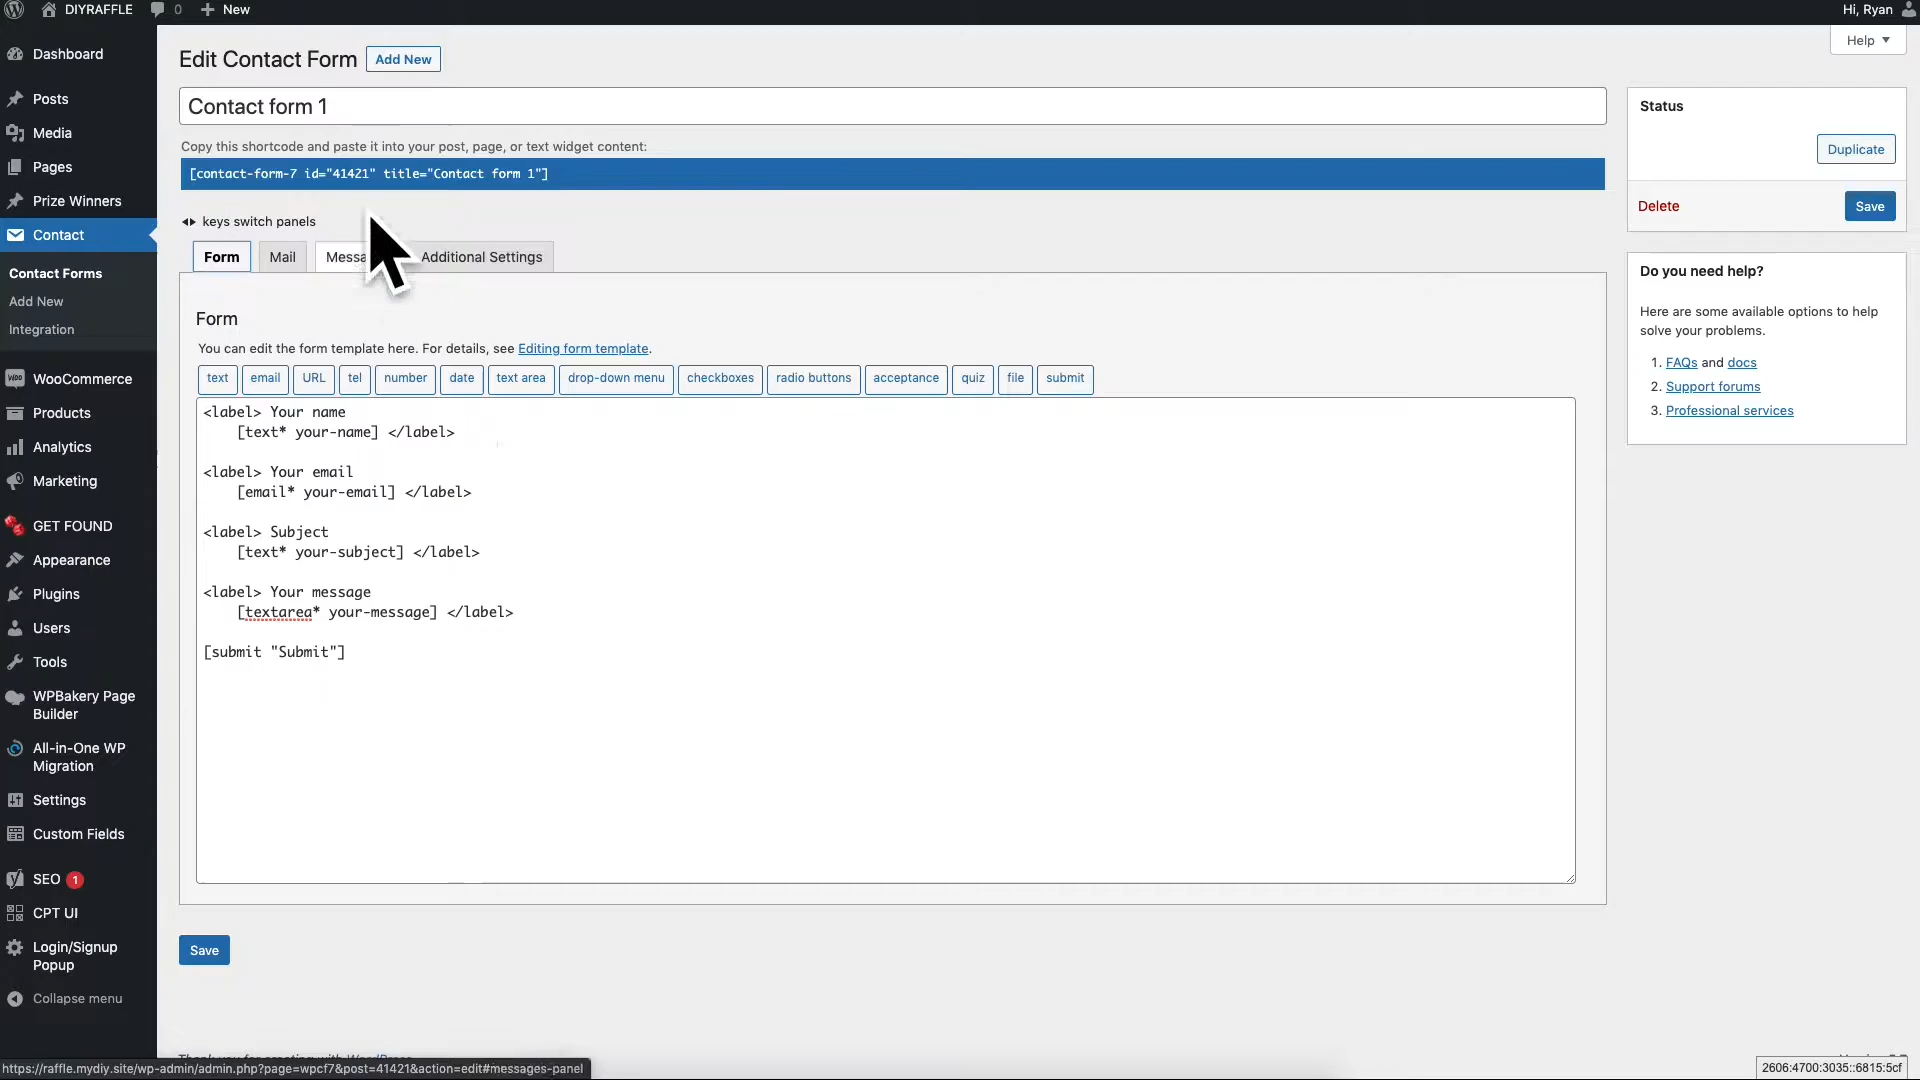 DIYRAFFLE 0 New Hi, Ryan
Help
Dashboard
Posts
Media
Pages
Prize Winners
Contact
Contact Forms
Add New
Integration
WooCommerce
Products
Analytics
Marketing
GET FOUND
Appearance
Plugins
Users
Tools
WPBakery Page
Builder
All-in-One WP
Migration
Settings
Custom Fields
SEO 1
CPT UI
Login/Signup
Popup
Collapse menu
Edit Contact Form Add New
Contact form 1
Copy this shortcode and paste it into your post, page, or text widget content:
[contact-form-7 id="41421" title="Contact form 1"]
keys switch panels
Form Mail Additional Settings
Form
You can edit the form template here. For details, see Editing form template.
text email URL tel number date text area drop-down menu checkboxes radio buttons acceptance quiz file submit
<label> Your name
[text* your-name] </label>
<label> Your email
[email* your-email] </label>
<label> Subject
[text* your-subject] </label>
<label> Your message
[textarea* your-message] </label>
[submit "Submit"]
Save
Status
Duplicate
Delete Save
Do you need help?
Here are some available options to help
solve your problems.
1. FAQs and docs
2. Support forums
3. Professional services
https://raffle.mydiy.site/wp-admin/admin.php?page=wpcf7&post=41421&action=edit#messages-panel
2606:4700:3035::6815:5cf